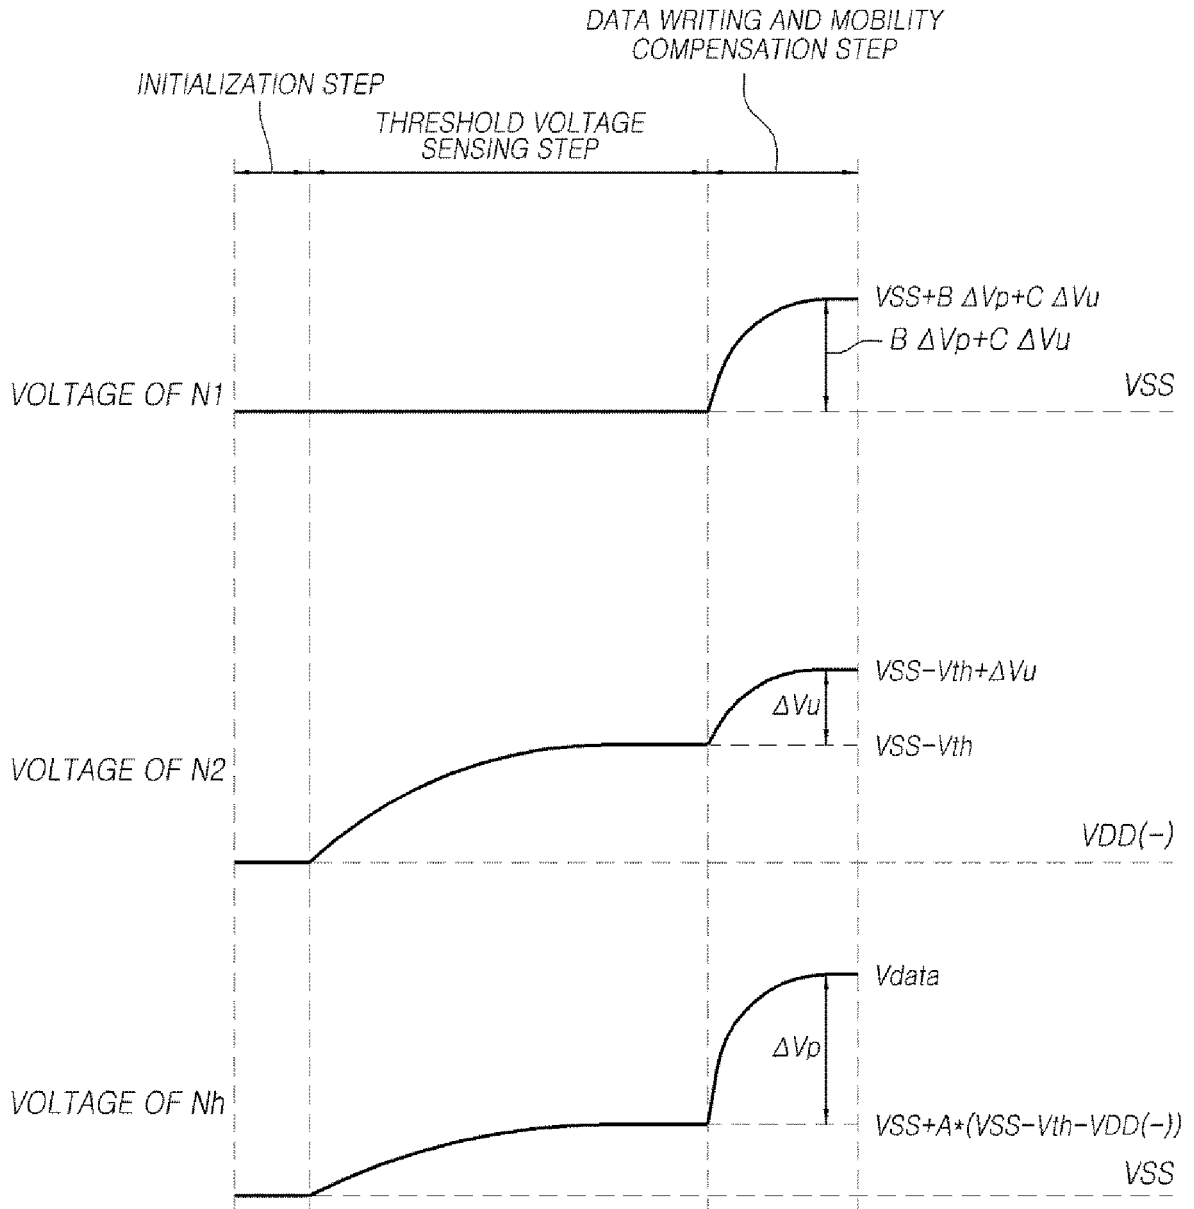 DATA WRITING AND MOBILITY
COMPENSATION STEP
INITIALIZATION STEP
THRESHOLD VOLTAGE
SENSING STEP
VSS+B ΔVp+C ΔVu
B ΔVp+C ΔVu
VOLTAGE OF N1
VSS
VSS-Vth+ΔVu
ΔVu
VSS-Vth
VOLTAGE OF N2
VDD(-)
Vdata
ΔVp
VOLTAGE OF Nh
VSS+A*(VSS-Vth-VDD(-))
VSS